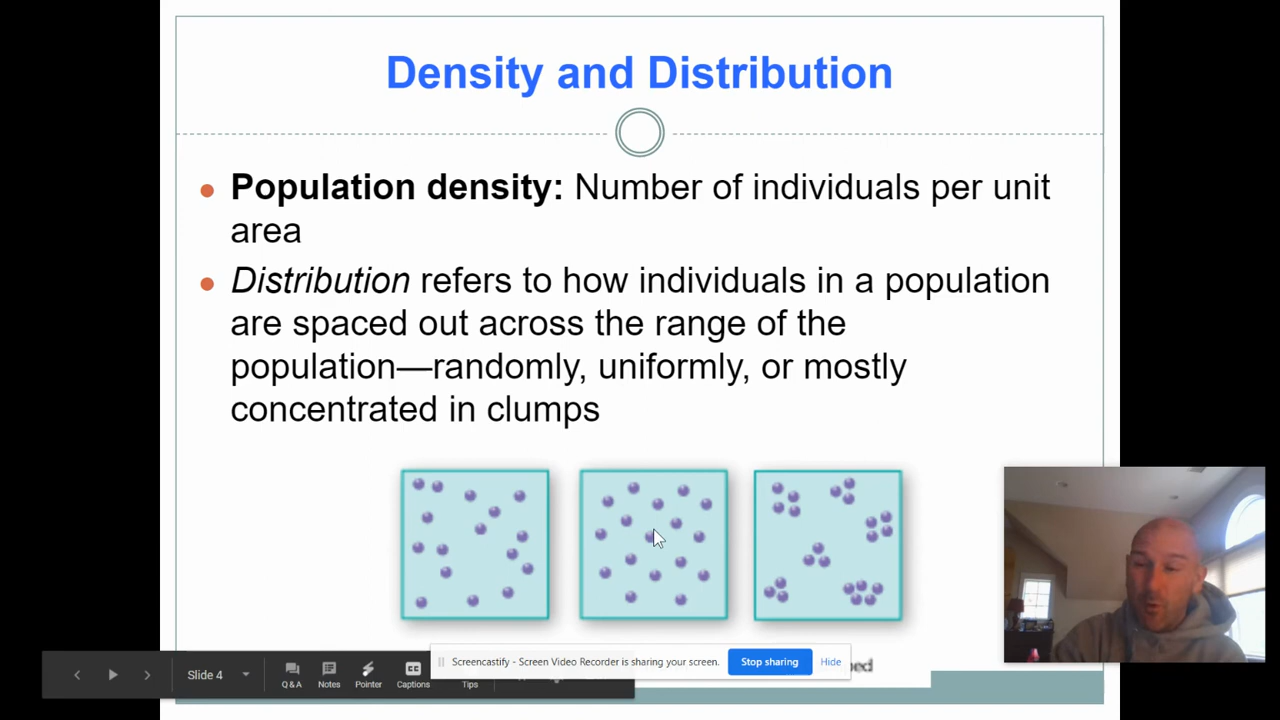 Density and Distribution
Population density: Number of individuals per unit
area
Distribution refers to how individuals in a population
are spaced out across the range of the
population—randomly, uniformly, or mostly
concentrated in clumps
Screencastify - Screen Video Recorder is sharing your screen.
Stop sharing
Hide
Slide 4
Q & A
Notes
Pointer
CC
Captions
Tips